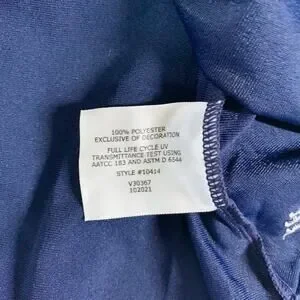 100% POLYESTER
EXCLUSIVE OF DECORATION
FULL LIFE CYCLE UV
TRANSMITTANCE TEST USING
AATCC 183 AND ASTM D 6544
STYLE #10414
V30367
102021